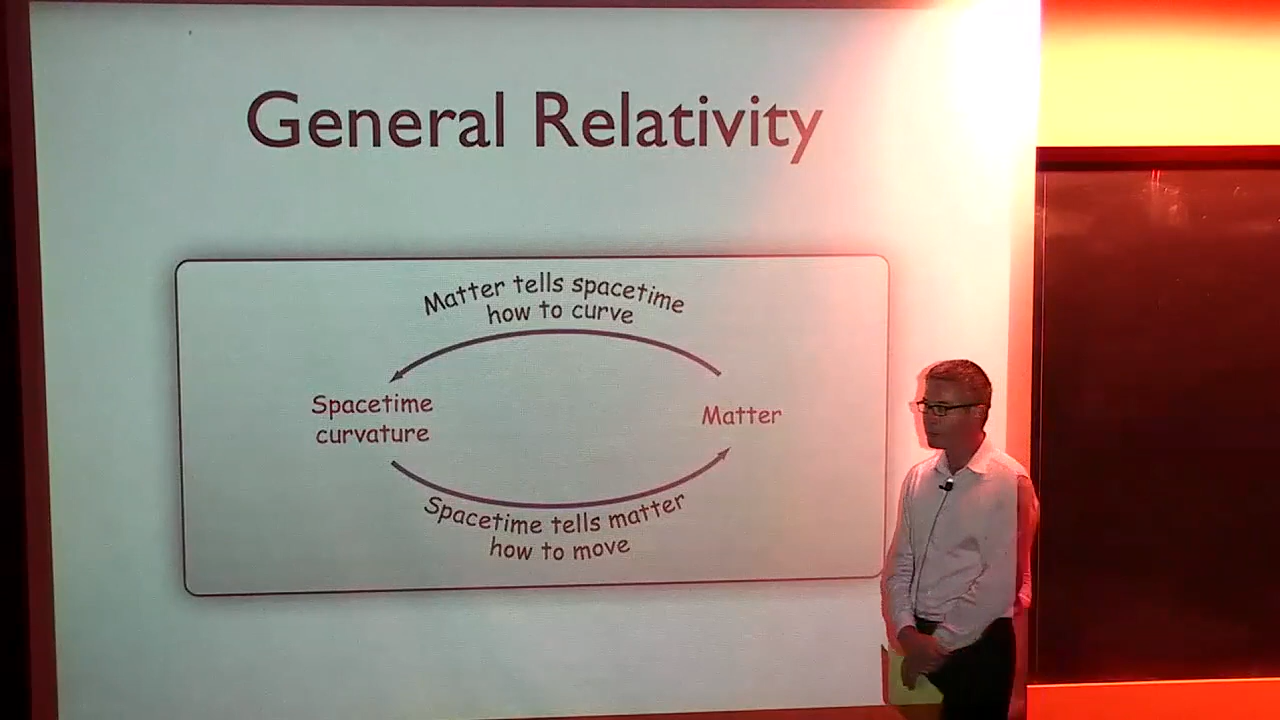 General Relativity
Matter tells spacetime
how to curve
Spacetime
curvature
Matter
Spacetime tells matter
how to move